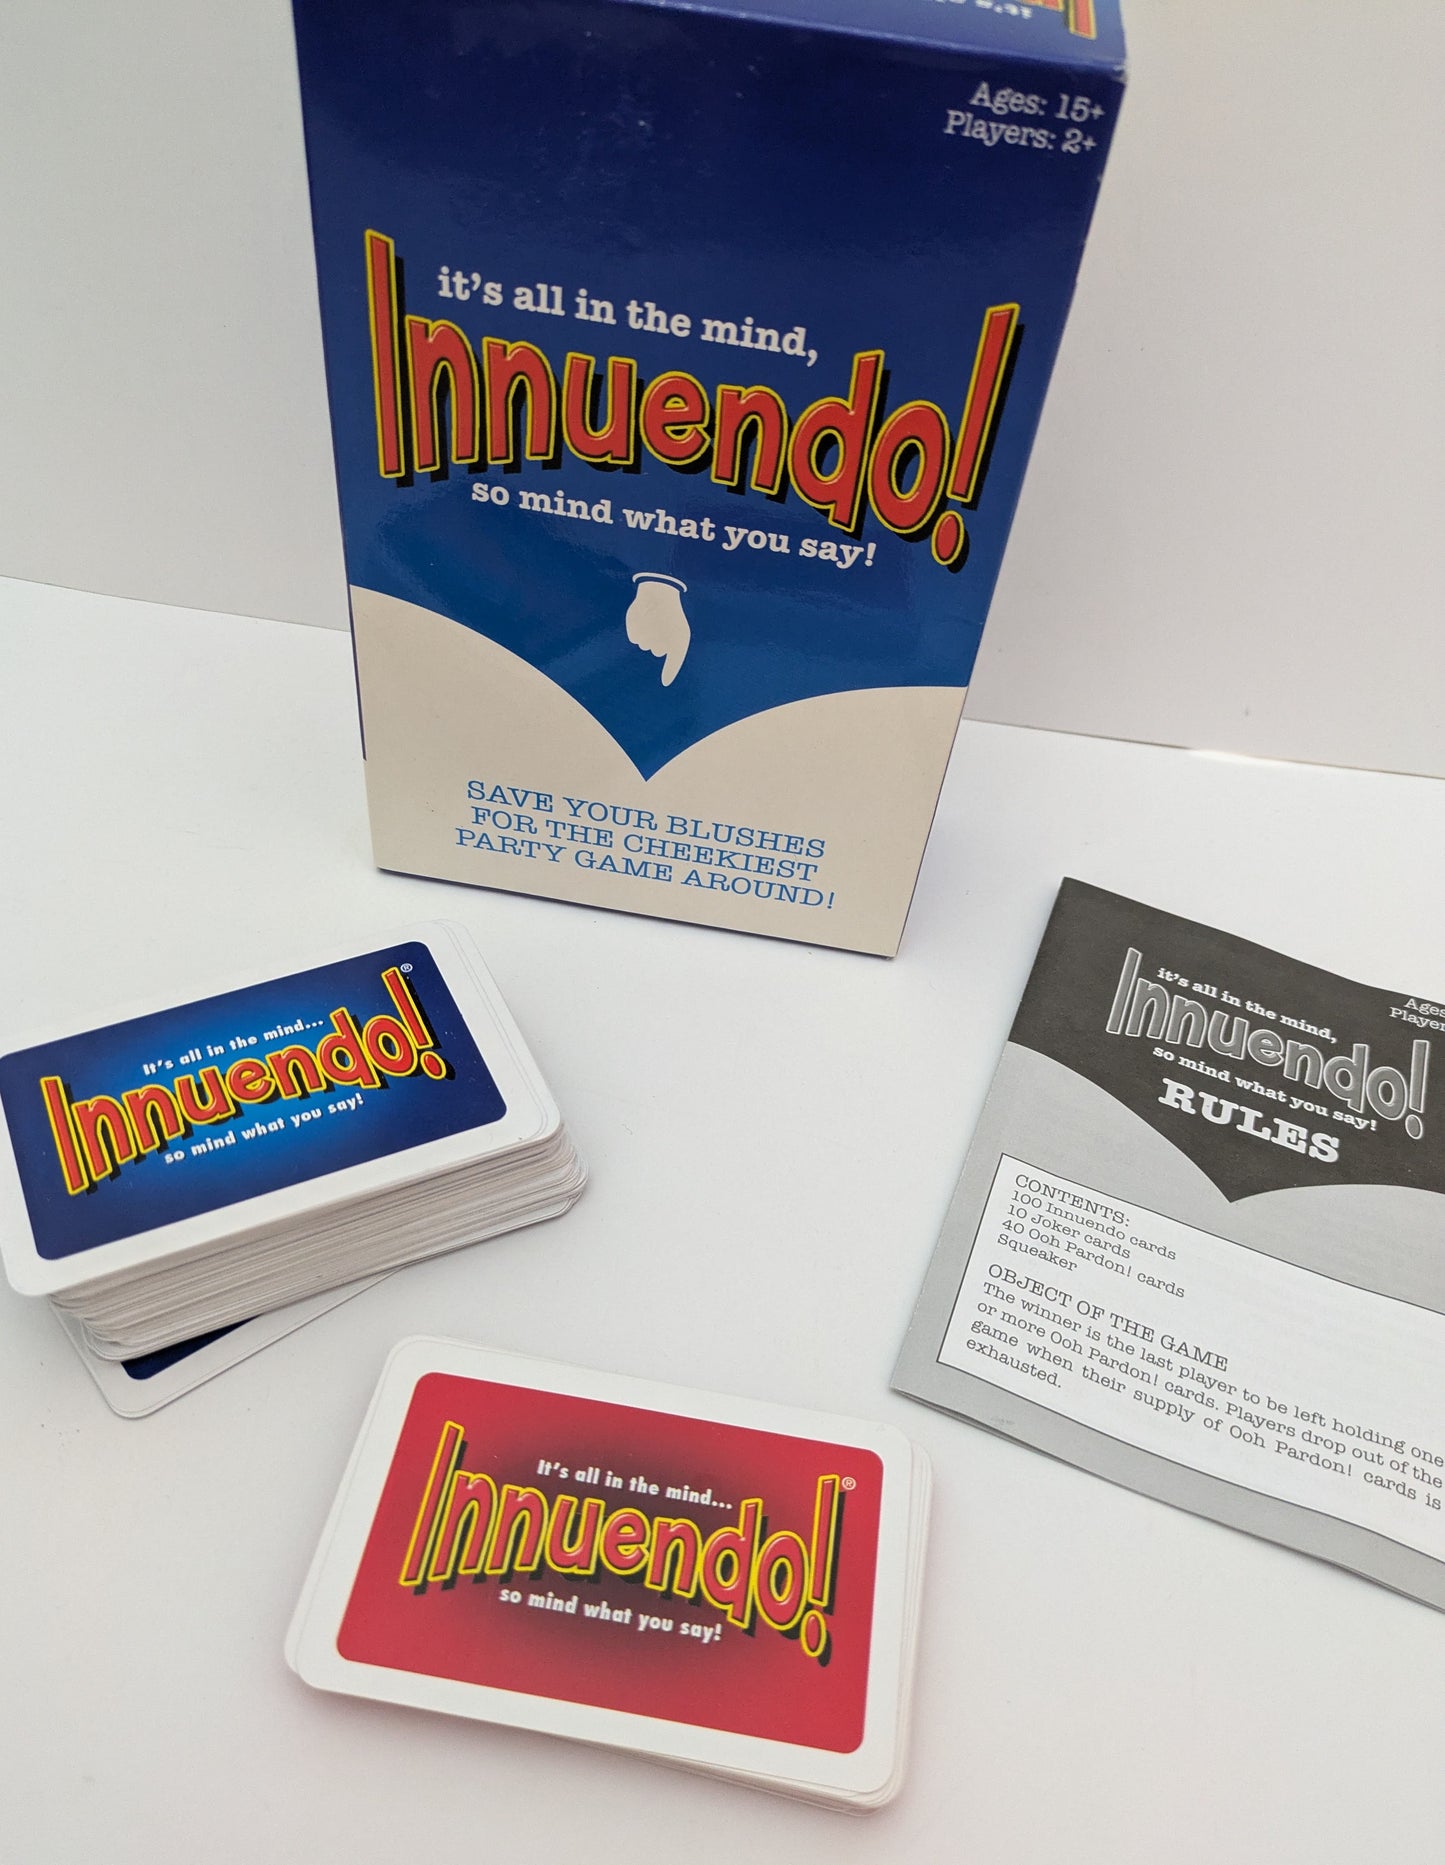 Ages: 15+
Players: 2+
it's all in the mind,
Innuendo!
so mind what you say!
SAVE YOUR BLUSHES
FOR THE CHEEKIEST
PARTY GAME AROUND!
It's all in the mind...
Innuendo!®
so mind what you say!
It's all in the mind...
Innuendo!®
so mind what you say!
Ages
Player
it's all in the mind,
Innuendo!
so mind what you say!
RULES
CONTENTS:
100 Innuendo cards
10 Joker cards
40 Ooh Pardon! cards
Squeaker
OBJECT OF THE GAME
The winner is the last player to be left holding one
or more Ooh Pardon! cards. Players drop out of the
game when their supply of Ooh Pardon! cards is
exhausted.